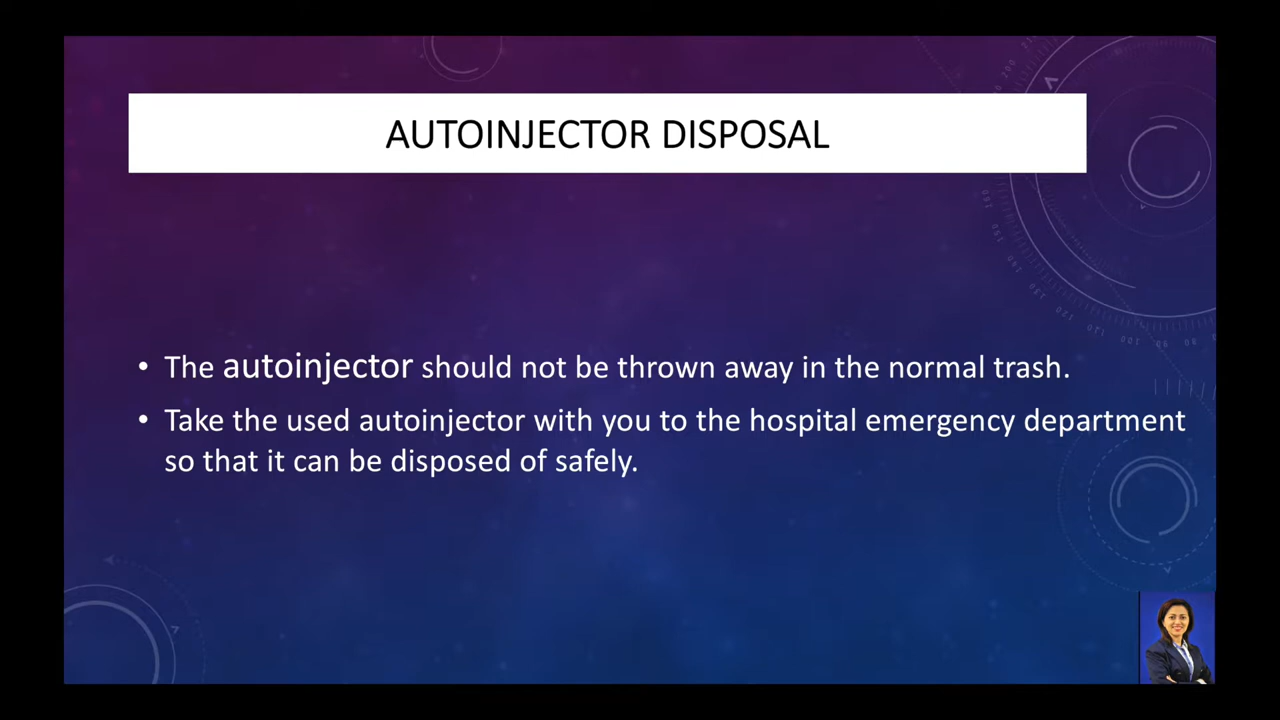 AUTOINJECTOR DISPOSAL
• The autoinjector should not be thrown away in the normal trash.
• Take the used autoinjector with you to the hospital emergency department
so that it can be disposed of safely.